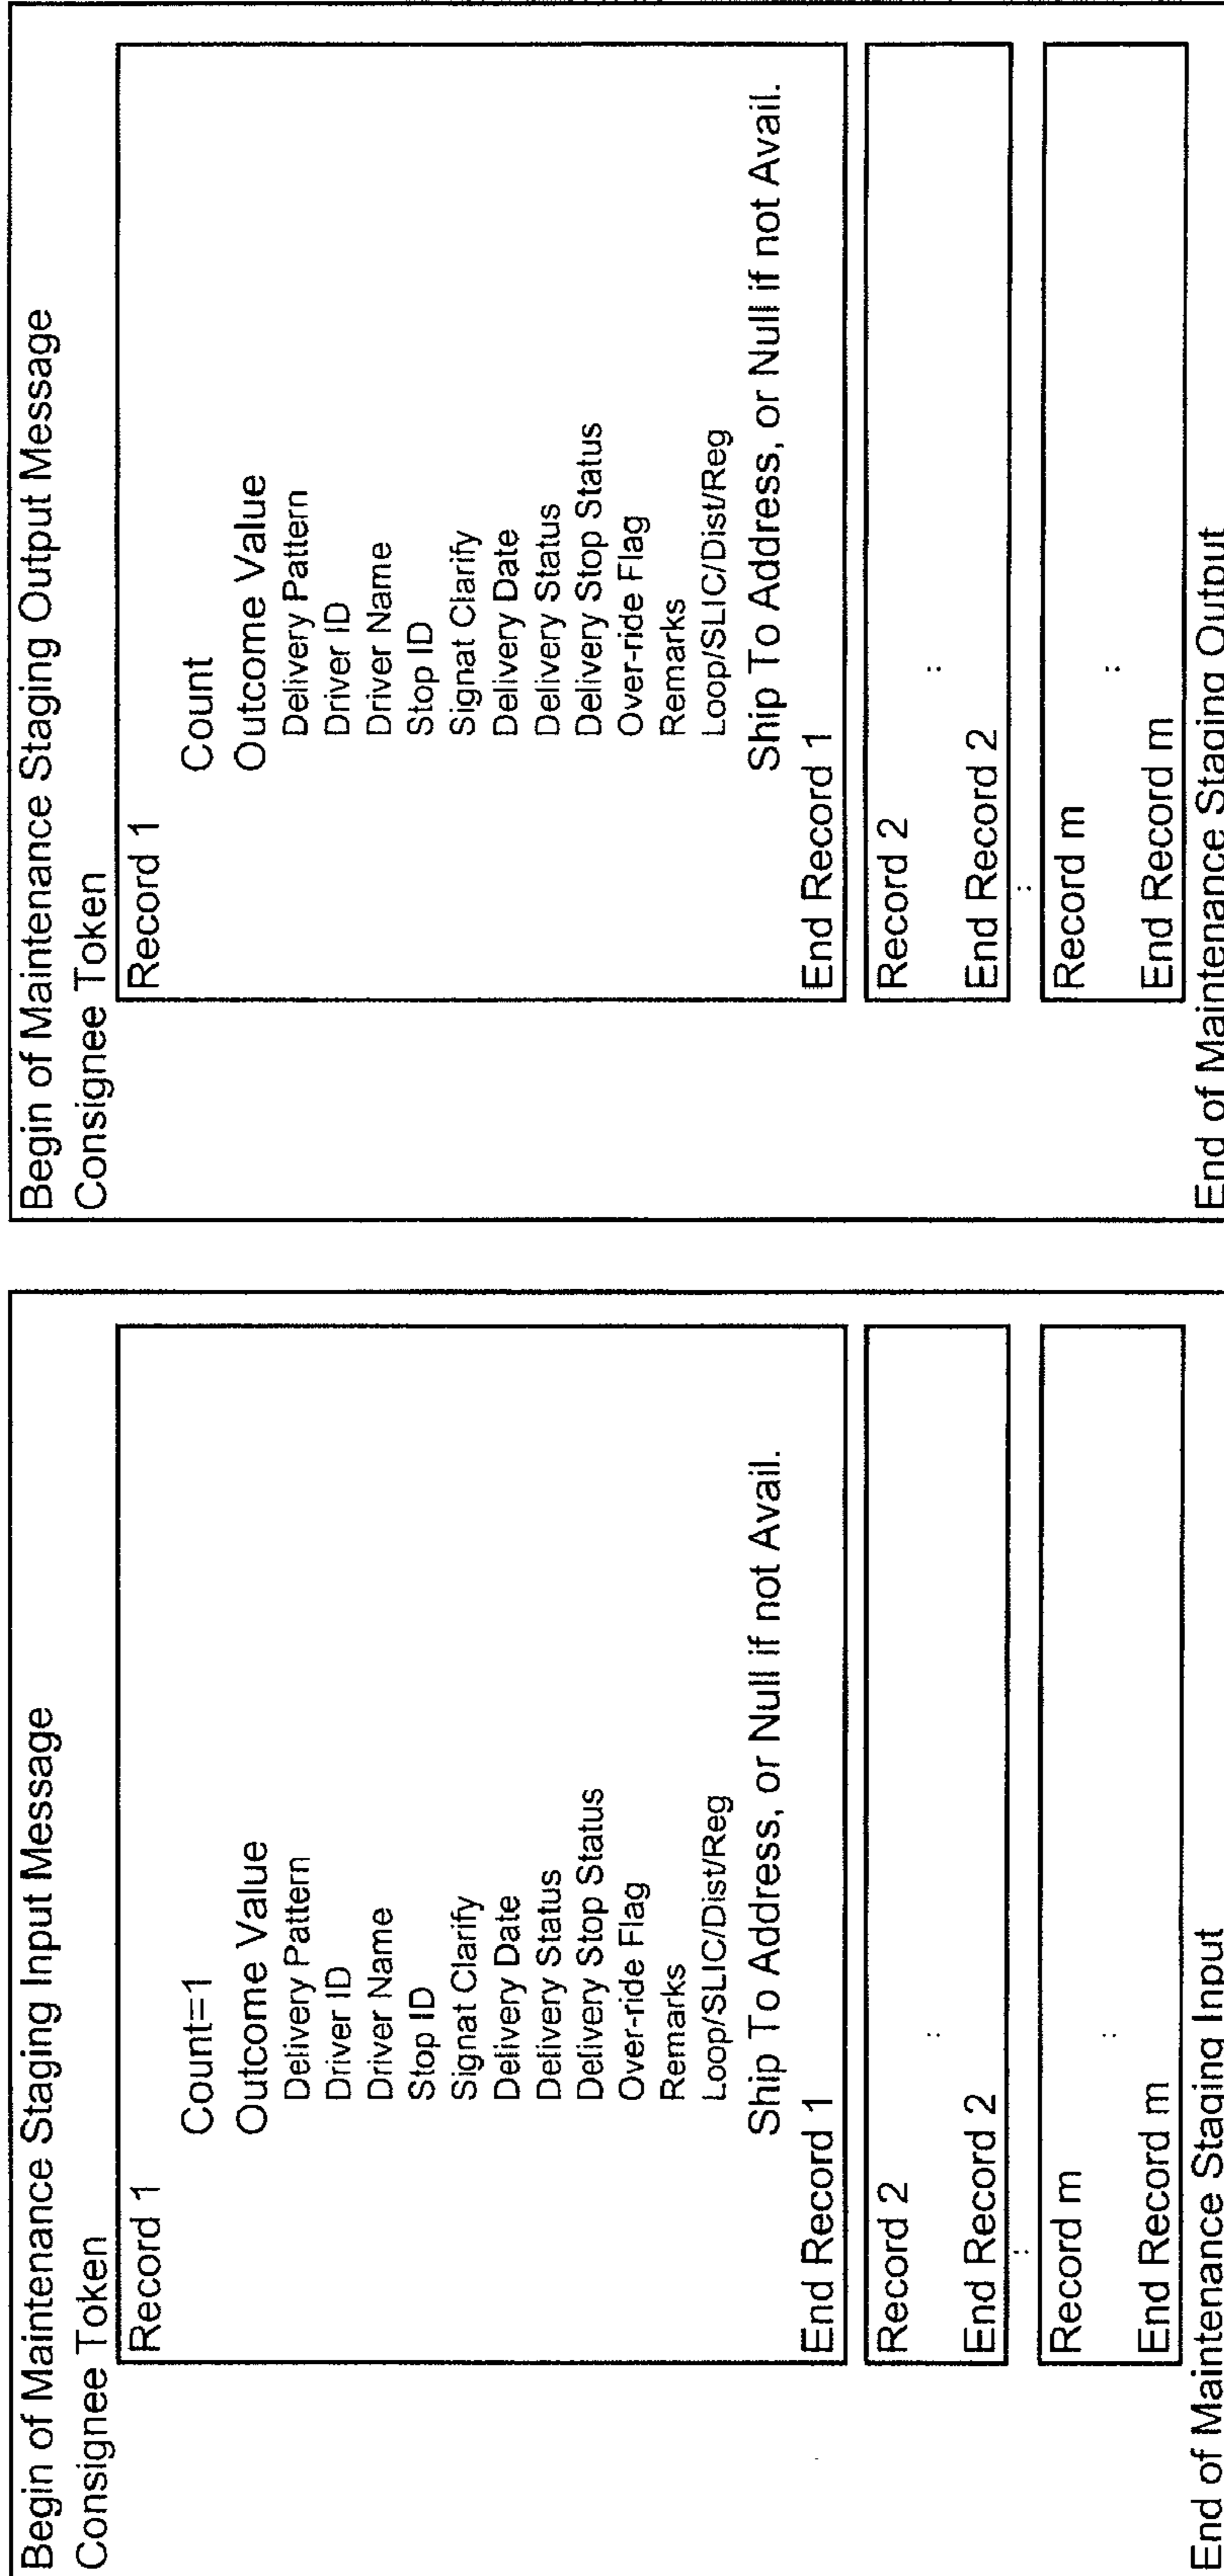 Begin of Maintenance Staging Input Message
Consignee Token
Record 1
Count=1
Outcome Value
Delivery Pattern
Driver ID
Driver Name
Stop ID
Signat Clarify
Delivery Date
Delivery Status
Delivery Stop Status
Over-ride Flag
Remarks
Loop/SLIC/Dist/Reg
Ship To Address, or Null if not Avail.
End Record 1
Record 2
:
End Record 2
:
Record m
:
End Record m
End of Maintenance Staging Input
Begin of Maintenance Staging Output Message
Consignee Token
Record 1
Count
Outcome Value
Delivery Pattern
Driver ID
Driver Name
Stop ID
Signat Clarify
Delivery Date
Delivery Status
Delivery Stop Status
Over-ride Flag
Remarks
Loop/SLIC/Dist/Reg
Ship To Address, or Null if not Avail.
End Record 1
Record 2
:
End Record 2
:
Record m
:
End Record m
End of Maintenance Staging Output